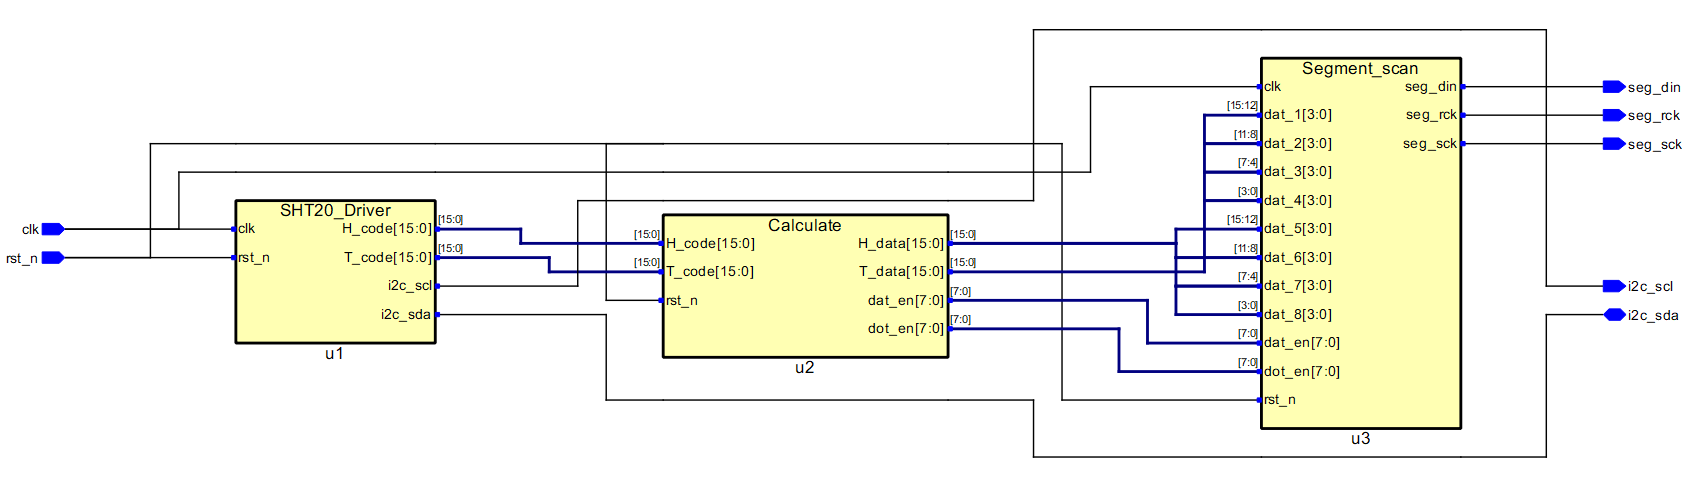 clk
rst_n
SHT20_Driver
clk
rst_n
H_code[15:0]
T_code[15:0]
i2c_scl
i2c_sda
[15:0]
[15:0]
u1
Calculate
[15:0]
[15:0]
H_code[15:0]
T_code[15:0]
rst_n
H_data[15:0]
T_data[15:0]
dat_en[7:0]
dot_en[7:0]
[15:0]
[15:0]
[7:0]
[7:0]
u2
Segment_scan
clk
[15:12]
dat_1[3:0]
[11:8]
dat_2[3:0]
[7:4]
dat_3[3:0]
[3:0]
dat_4[3:0]
[15:12]
dat_5[3:0]
[11:8]
dat_6[3:0]
[7:4]
dat_7[3:0]
[3:0]
dat_8[3:0]
[7:0]
dat_en[7:0]
[7:0]
dot_en[7:0]
rst_n
seg_din
seg_rck
seg_sck
u3
seg_din
seg_rck
seg_sck
i2c_scl
i2c_sda